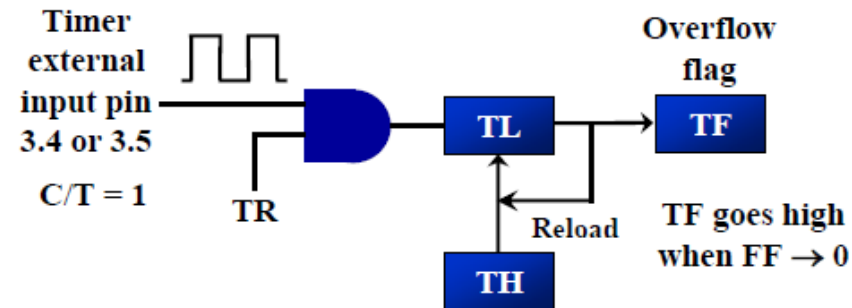 Timer
external
input pin
3.4 or 3.5
C/T = 1
TR
TL
Overflow
flag
TF
Reload
TH
TF goes high
when FF → 0